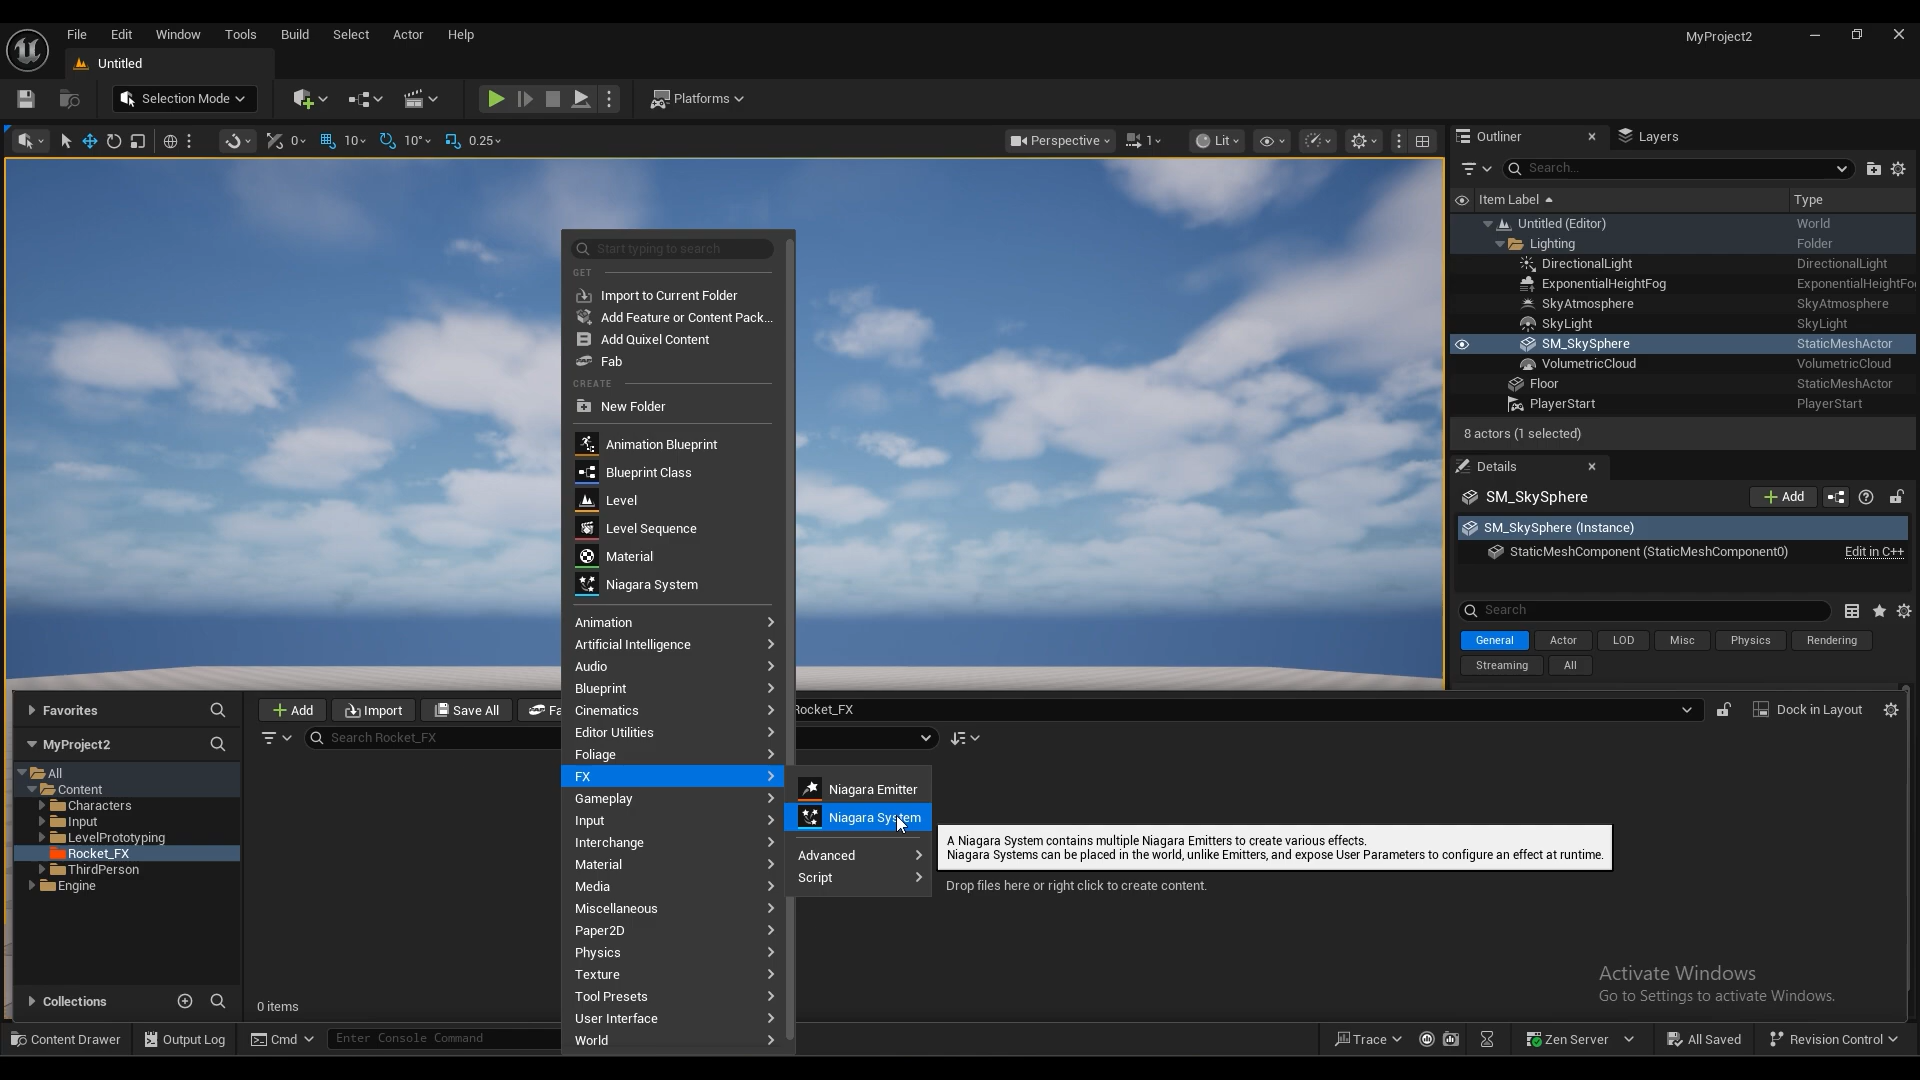 File Edit Window Tools Build Select Actor Help
MyProject2
Untitled
Selection Mode
Platforms
0 10 10° 0.25
Perspective 1 Lit
Outliner Layers
Search...
Item Label Type
Untitled (Editor) World
Lighting Folder
DirectionalLight DirectionalLight
ExponentialHeightFog ExponentialHeightFo
SkyAtmosphere SkyAtmosphere
SkyLight SkyLight
SM_SkySphere StaticMeshActor
VolumetricCloud VolumetricCloud
Floor StaticMeshActor
PlayerStart PlayerStart
8 actors (1 selected)
Details
SM_SkySphere
Add
SM_SkySphere (Instance)
StaticMeshComponent (StaticMeshComponent0) Edit in C++
Search
General Actor LOD Misc Physics Rendering
Streaming All
Start typing to search
GET
Import to Current Folder
Add Feature or Content Pack...
Add Quixel Content
Fab
CREATE
New Folder
Animation Blueprint
Blueprint Class
Level
Level Sequence
Material
Niagara System
Animation
Artificial Intelligence
Audio
Blueprint
Cinematics
Editor Utilities
Foliage
FX
Gameplay
Input
Interchange
Material
Media
Miscellaneous
Paper2D
Physics
Texture
Tool Presets
User Interface
World
Niagara Emitter
Niagara System
Advanced
Script
A Niagara System contains multiple Niagara Emitters to create various effects.
Niagara Systems can be placed in the world, unlike Emitters, and expose User Parameters to configure an effect at runtime.
Drop files here or right click to create content.
Favorites
MyProject2
All
Content
Characters
Input
LevelPrototyping
Rocket_FX
ThirdPerson
Engine
Collections
Add Import Save All Fa
Rocket_FX
Dock in Layout
Search Rocket_FX
0 items
Activate Windows
Go to Settings to activate Windows.
Content Drawer Output Log Cmd Enter Console Command
Trace Zen Server All Saved Revision Control